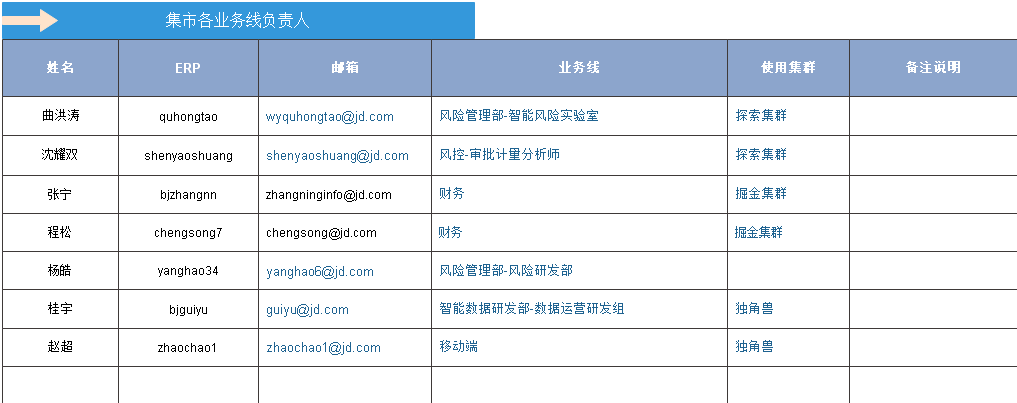 集市各业务线负责人
姓名 ERP 邮箱 业务线 使用集群 备注说明
曲洪涛 quhongtao wyquhongtao@jd.com 风险管理部-智能风险实验室 探索集群
沈耀双 shenyaoshuang shenyaoshuang@jd.com 风控-审批计量分析师 探索集群
张宁 bjzhangnn zhangninginfo@jd.com 财务 掘金集群
程松 chengsong7 chengsong@jd.com 财务 掘金集群
杨皓 yanghao34 yanghao6@jd.com 风险管理部-风险研发部
桂宇 bjguiyu guiyu@jd.com 智能数据研发部-数据运营研发组 独角兽
赵超 zhaochao1 zhaochao1@jd.com 移动端 独角兽